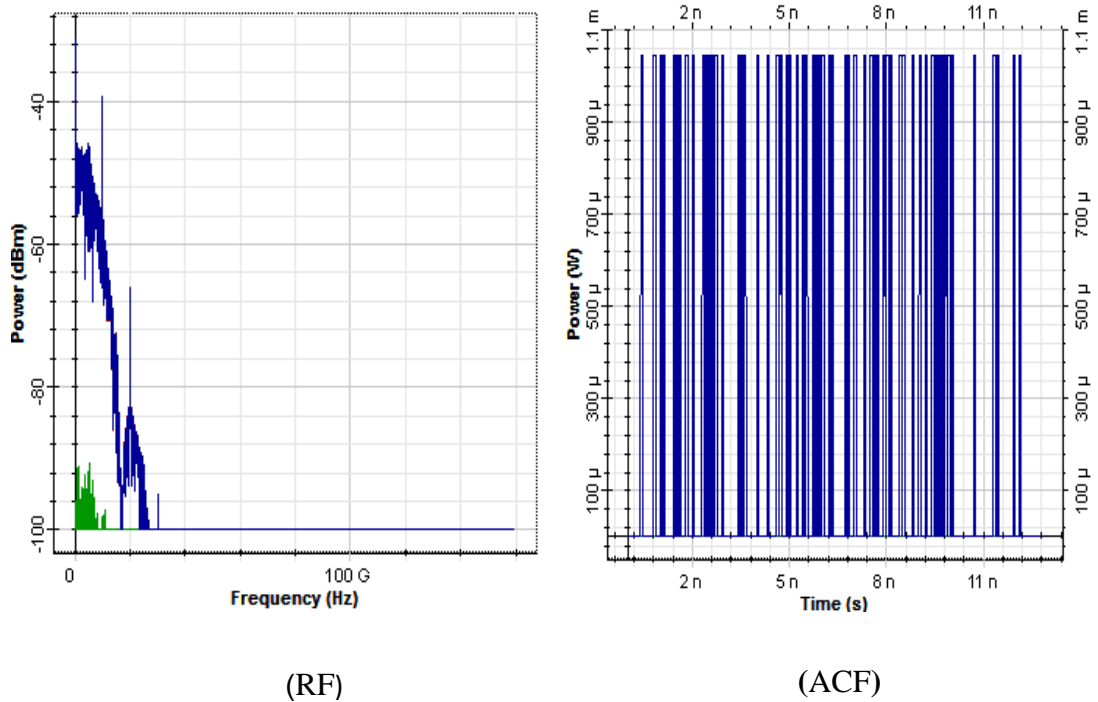 -40
-60
-80
-100
Power (dBm)
0
100 G
Frequency (Hz)
(RF)
2 n
5 n
8 n
11 n
1.1 m
900 µ
700 µ
500 µ
300 µ
100 µ
Power (W)
1.1 m
900 µ
700 µ
500 µ
300 µ
100 µ
2 n
5 n
8 n
11 n
Time (s)
(ACF)